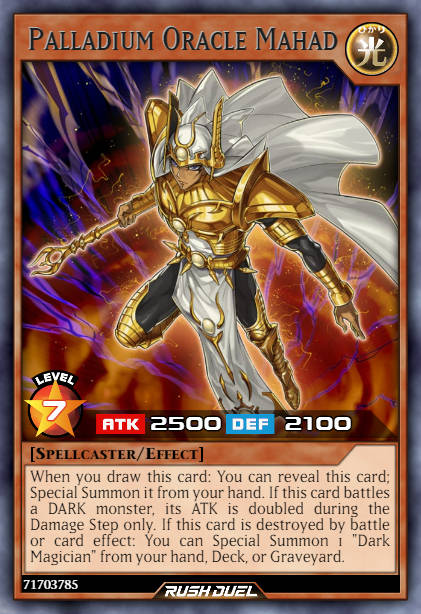 PALLADIUM ORACLE MAHAD
ひかり
光
LEVEL
7
ATK 2500 DEF 2100
[SPELLCASTER/EFFECT]
When you draw this card: You can reveal this card;
Special Summon it from your hand. If this card battles
a DARK monster, its ATK is doubled during the
Damage Step only. If this card is destroyed by battle
or card effect: You can Special Summon 1 "Dark
Magician" from your hand, Deck, or Graveyard.
71703785
RUSH DUEL